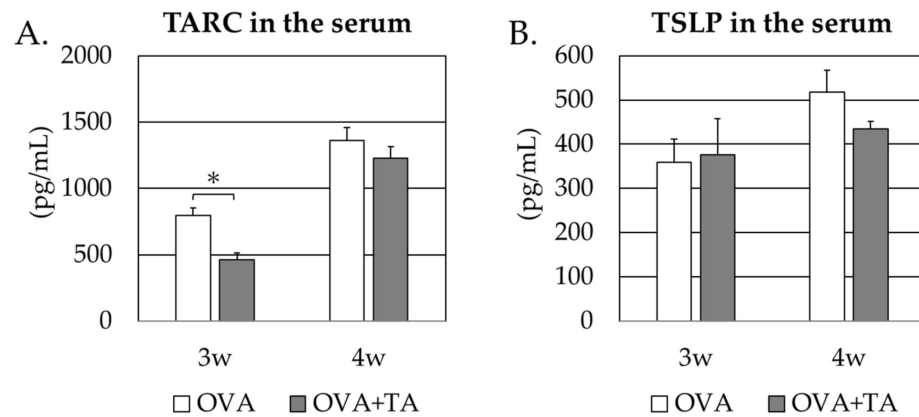 A.
TARC in the serum
2000
1500
1000
500
0
(pg/mL)
*
3w
4w
OVA
OVA+TA
B.
TSLP in the serum
600
500
400
300
200
100
0
(pg/mL)
3w
4w
OVA
OVA+TA